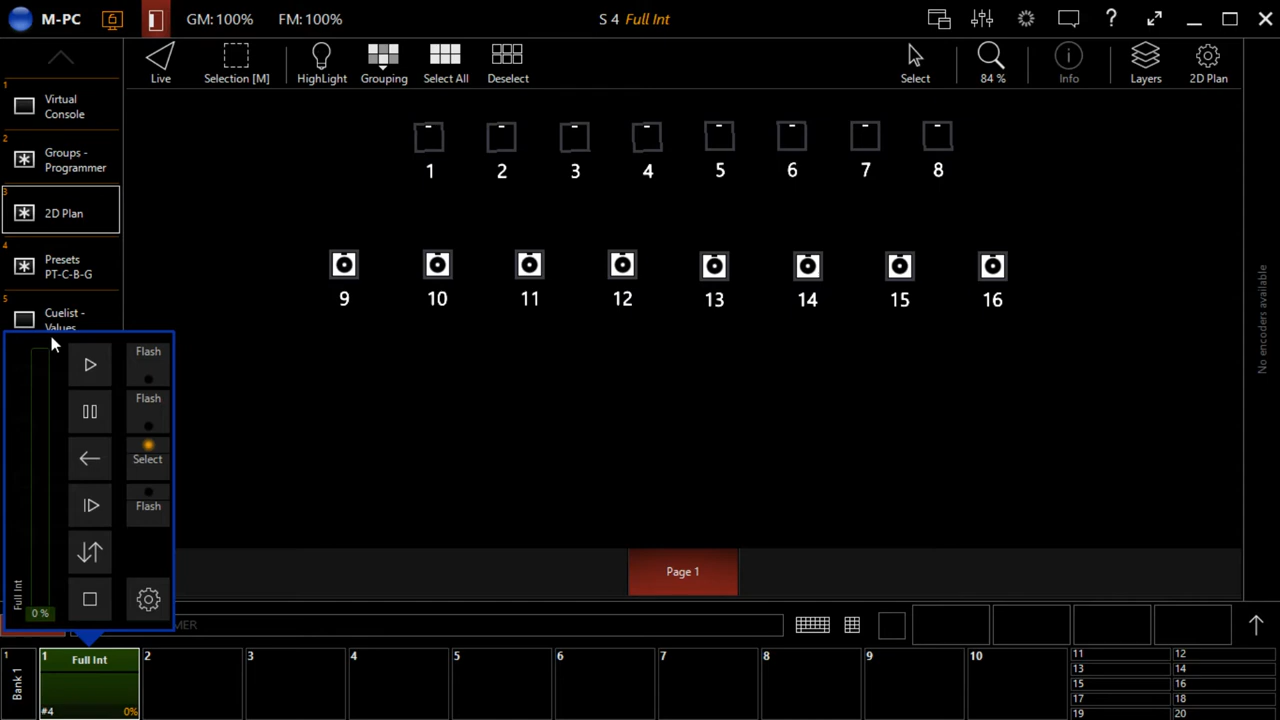 M-PC
6
GM: 100%
FM: 100%
S 4 Full Int
?
Live
Selection [M]
HighLight
Grouping
Select All
Deselect
Select
84 %
Info
Layers
2D Plan
1
Virtual
Console
2
Groups -
Programmer
3
2D Plan
4
Presets
PT-C-B-G
5
Cuelist -
Values
1
2
3
4
5
6
7
8
9
10
11
12
13
14
15
16
No encoders available
Flash
Flash
Select
Flash
Full Int
0 %
Page 1
MER
1
Bank 1
1
Full Int
#4
0%
2
3
4
5
6
7
8
9
10
11
12
13
14
15
16
17
18
19
20